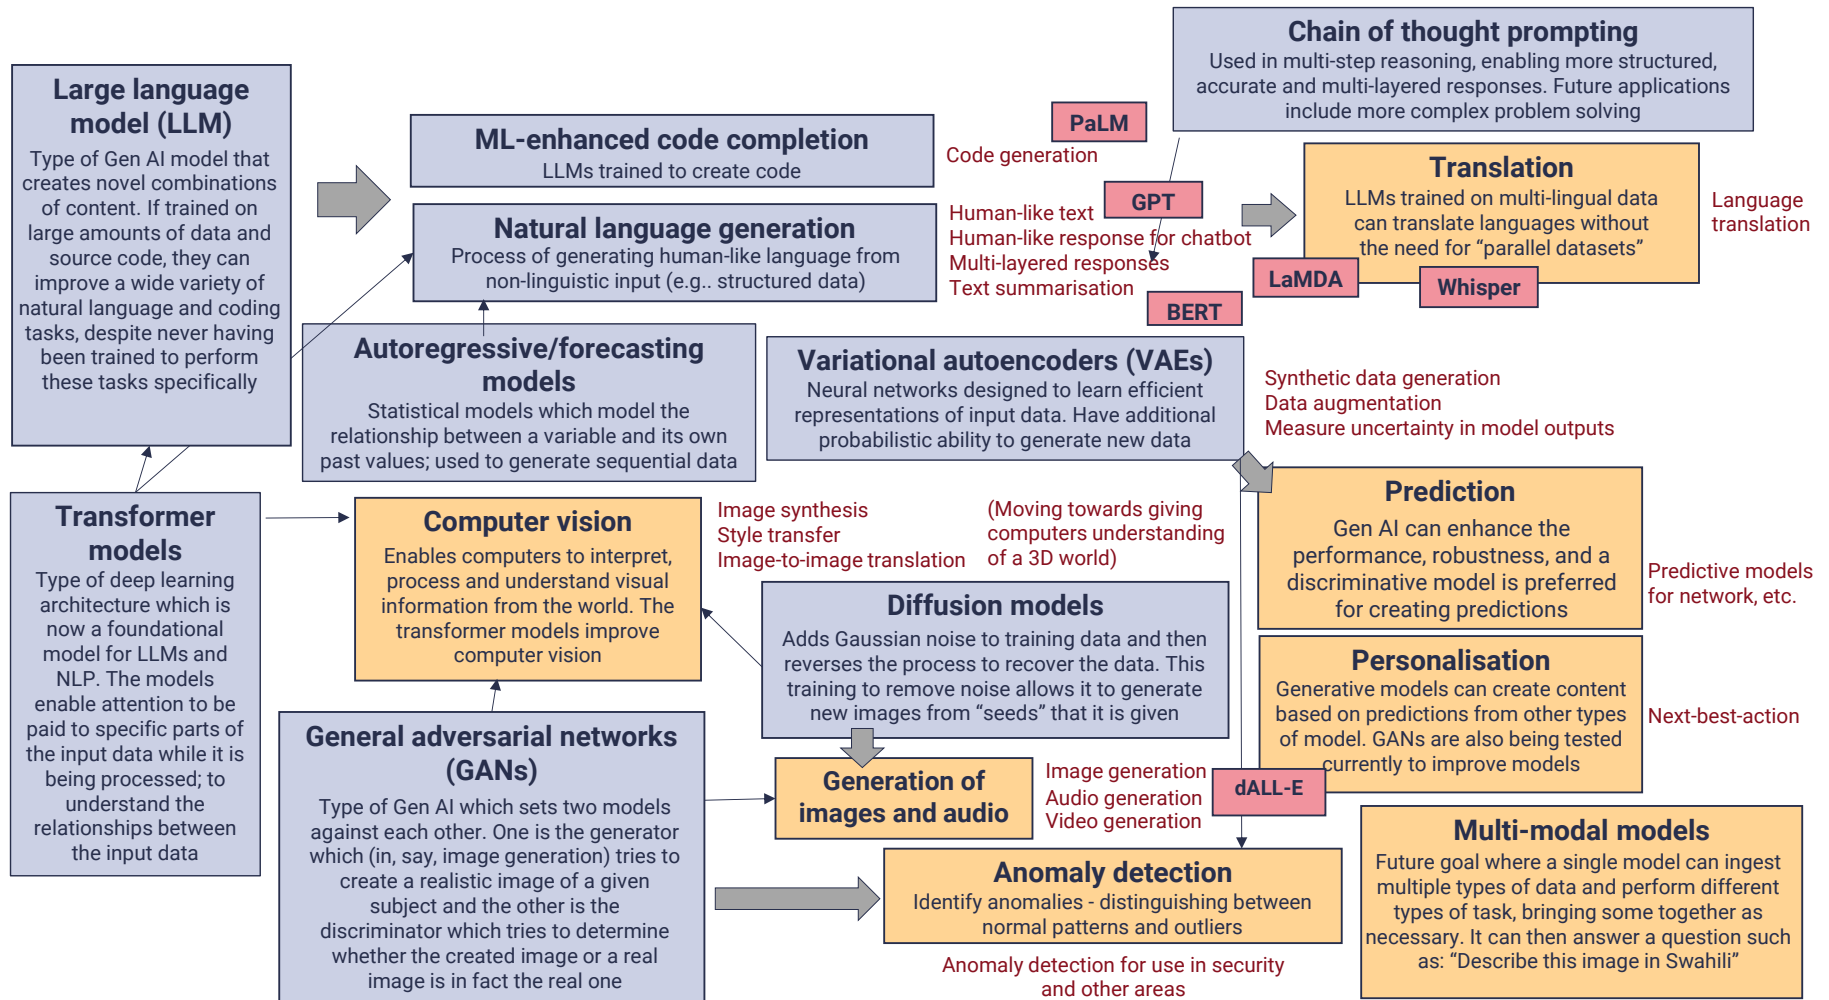 Chain of thought prompting
Used in multi-step reasoning, enabling more structured,
accurate and multi-layered responses. Future applications
include more complex problem solving
Large language
model (LLM)
Type of Gen AI model that
creates novel combinations
of content. If trained on
large amounts of data and
source code, they can
improve a wide variety of
natural language and coding
tasks, despite never having
been trained to perform
these tasks specifically
ML-enhanced code completion
LLMs trained to create code
PaLM
Code generation
Natural language generation
Process of generating human-like language from
non-linguistic input (e.g.. structured data)
GPT
Human-like text
Human-like response for chatbot
Multi-layered responses
Text summarisation
BERT
Translation
LLMs trained on multi-lingual data
can translate languages without
the need for “parallel datasets”
Language
translation
LaMDA
Whisper
Autoregressive/forecasting
models
Statistical models which model the
relationship between a variable and its own
past values; used to generate sequential data
Variational autoencoders (VAEs)
Neural networks designed to learn efficient
representations of input data. Have additional
probabilistic ability to generate new data
Synthetic data generation
Data augmentation
Measure uncertainty in model outputs
Transformer
models
Type of deep learning
architecture which is
now a foundational
model for LLMs and
NLP. The models
enable attention to be
paid to specific parts of
the input data while it is
being processed; to
understand the
relationships between
the input data
Computer vision
Enables computers to interpret,
process and understand visual
information from the world. The
transformer models improve
computer vision
Image synthesis
Style transfer
Image-to-image translation
(Moving towards giving
computers understanding
of a 3D world)
Prediction
Gen AI can enhance the
performance, robustness, and a
discriminative model is preferred
for creating predictions
Predictive models
for network, etc.
Diffusion models
Adds Gaussian noise to training data and then
reverses the process to recover the data. This
training to remove noise allows it to generate
new images from “seeds” that it is given
Personalisation
Generative models can create content
based on predictions from other types
of model. GANs are also being tested
currently to improve models
Next-best-action
General adversarial networks
(GANs)
Type of Gen AI which sets two models
against each other. One is the generator
which (in, say, image generation) tries to
create a realistic image of a given
subject and the other is the
discriminator which tries to determine
whether the created image or a real
image is in fact the real one
Generation of
images and audio
Image generation
Audio generation
Video generation
dALL-E
Anomaly detection
Identify anomalies - distinguishing between
normal patterns and outliers
Anomaly detection for use in security
and other areas
Multi-modal models
Future goal where a single model can ingest
multiple types of data and perform different
types of task, bringing some together as
necessary. It can then answer a question such
as: “Describe this image in Swahili”